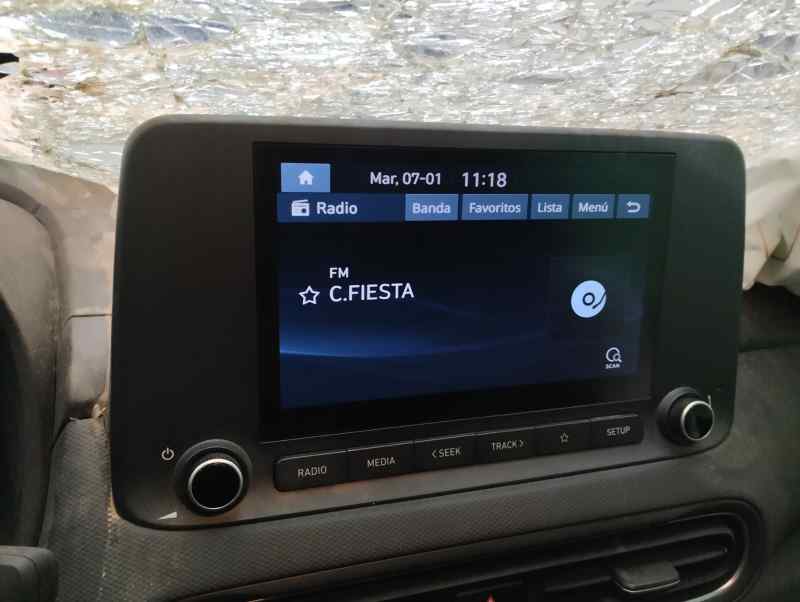 Mar, 07-01 11:18
Radio Banda Favoritos Lista Menú
FM
C.FIESTA
SCAN
RADIO MEDIA < SEEK TRACK > SETUP